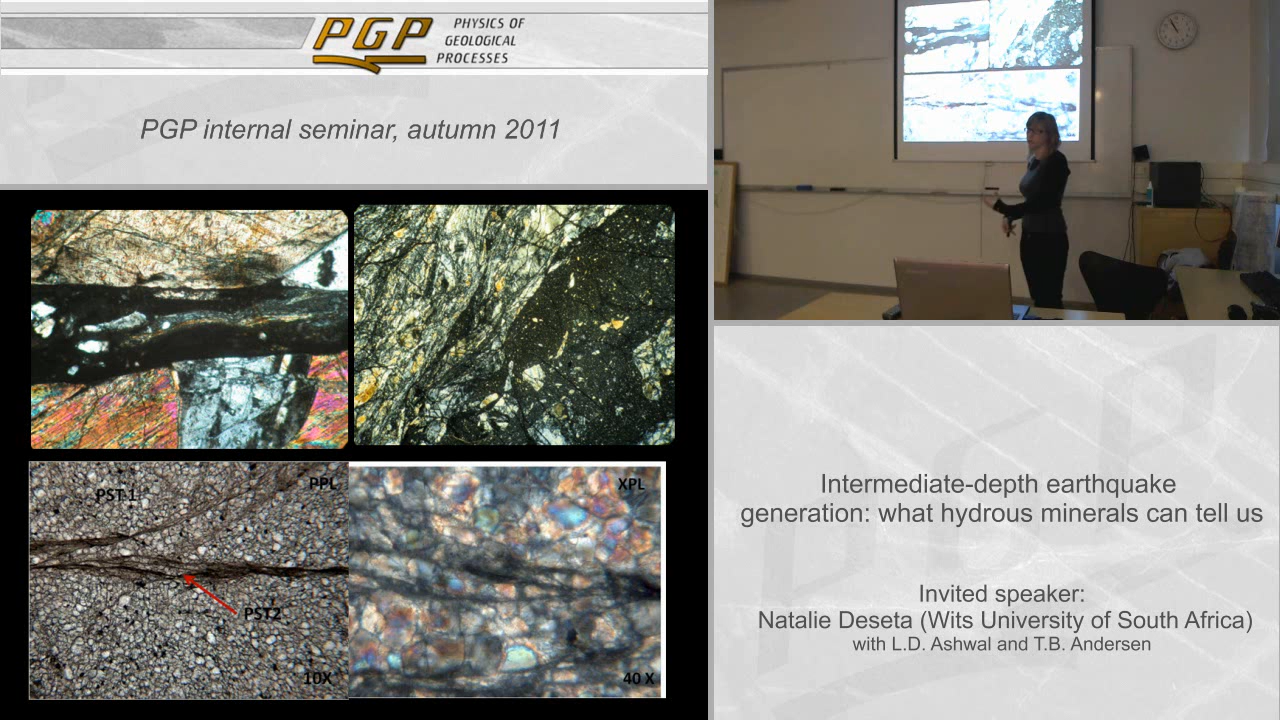 PGP
PHYSICS OF
GEOLOGICAL
PROCESSES
PGP internal seminar, autumn 2011
PST 1
PPL
PST2
10X
XPL
40 X
Intermediate-depth earthquake
generation: what hydrous minerals can tell us
Invited speaker:
Natalie Deseta (Wits University of South Africa)
with L.D. Ashwal and T.B. Andersen